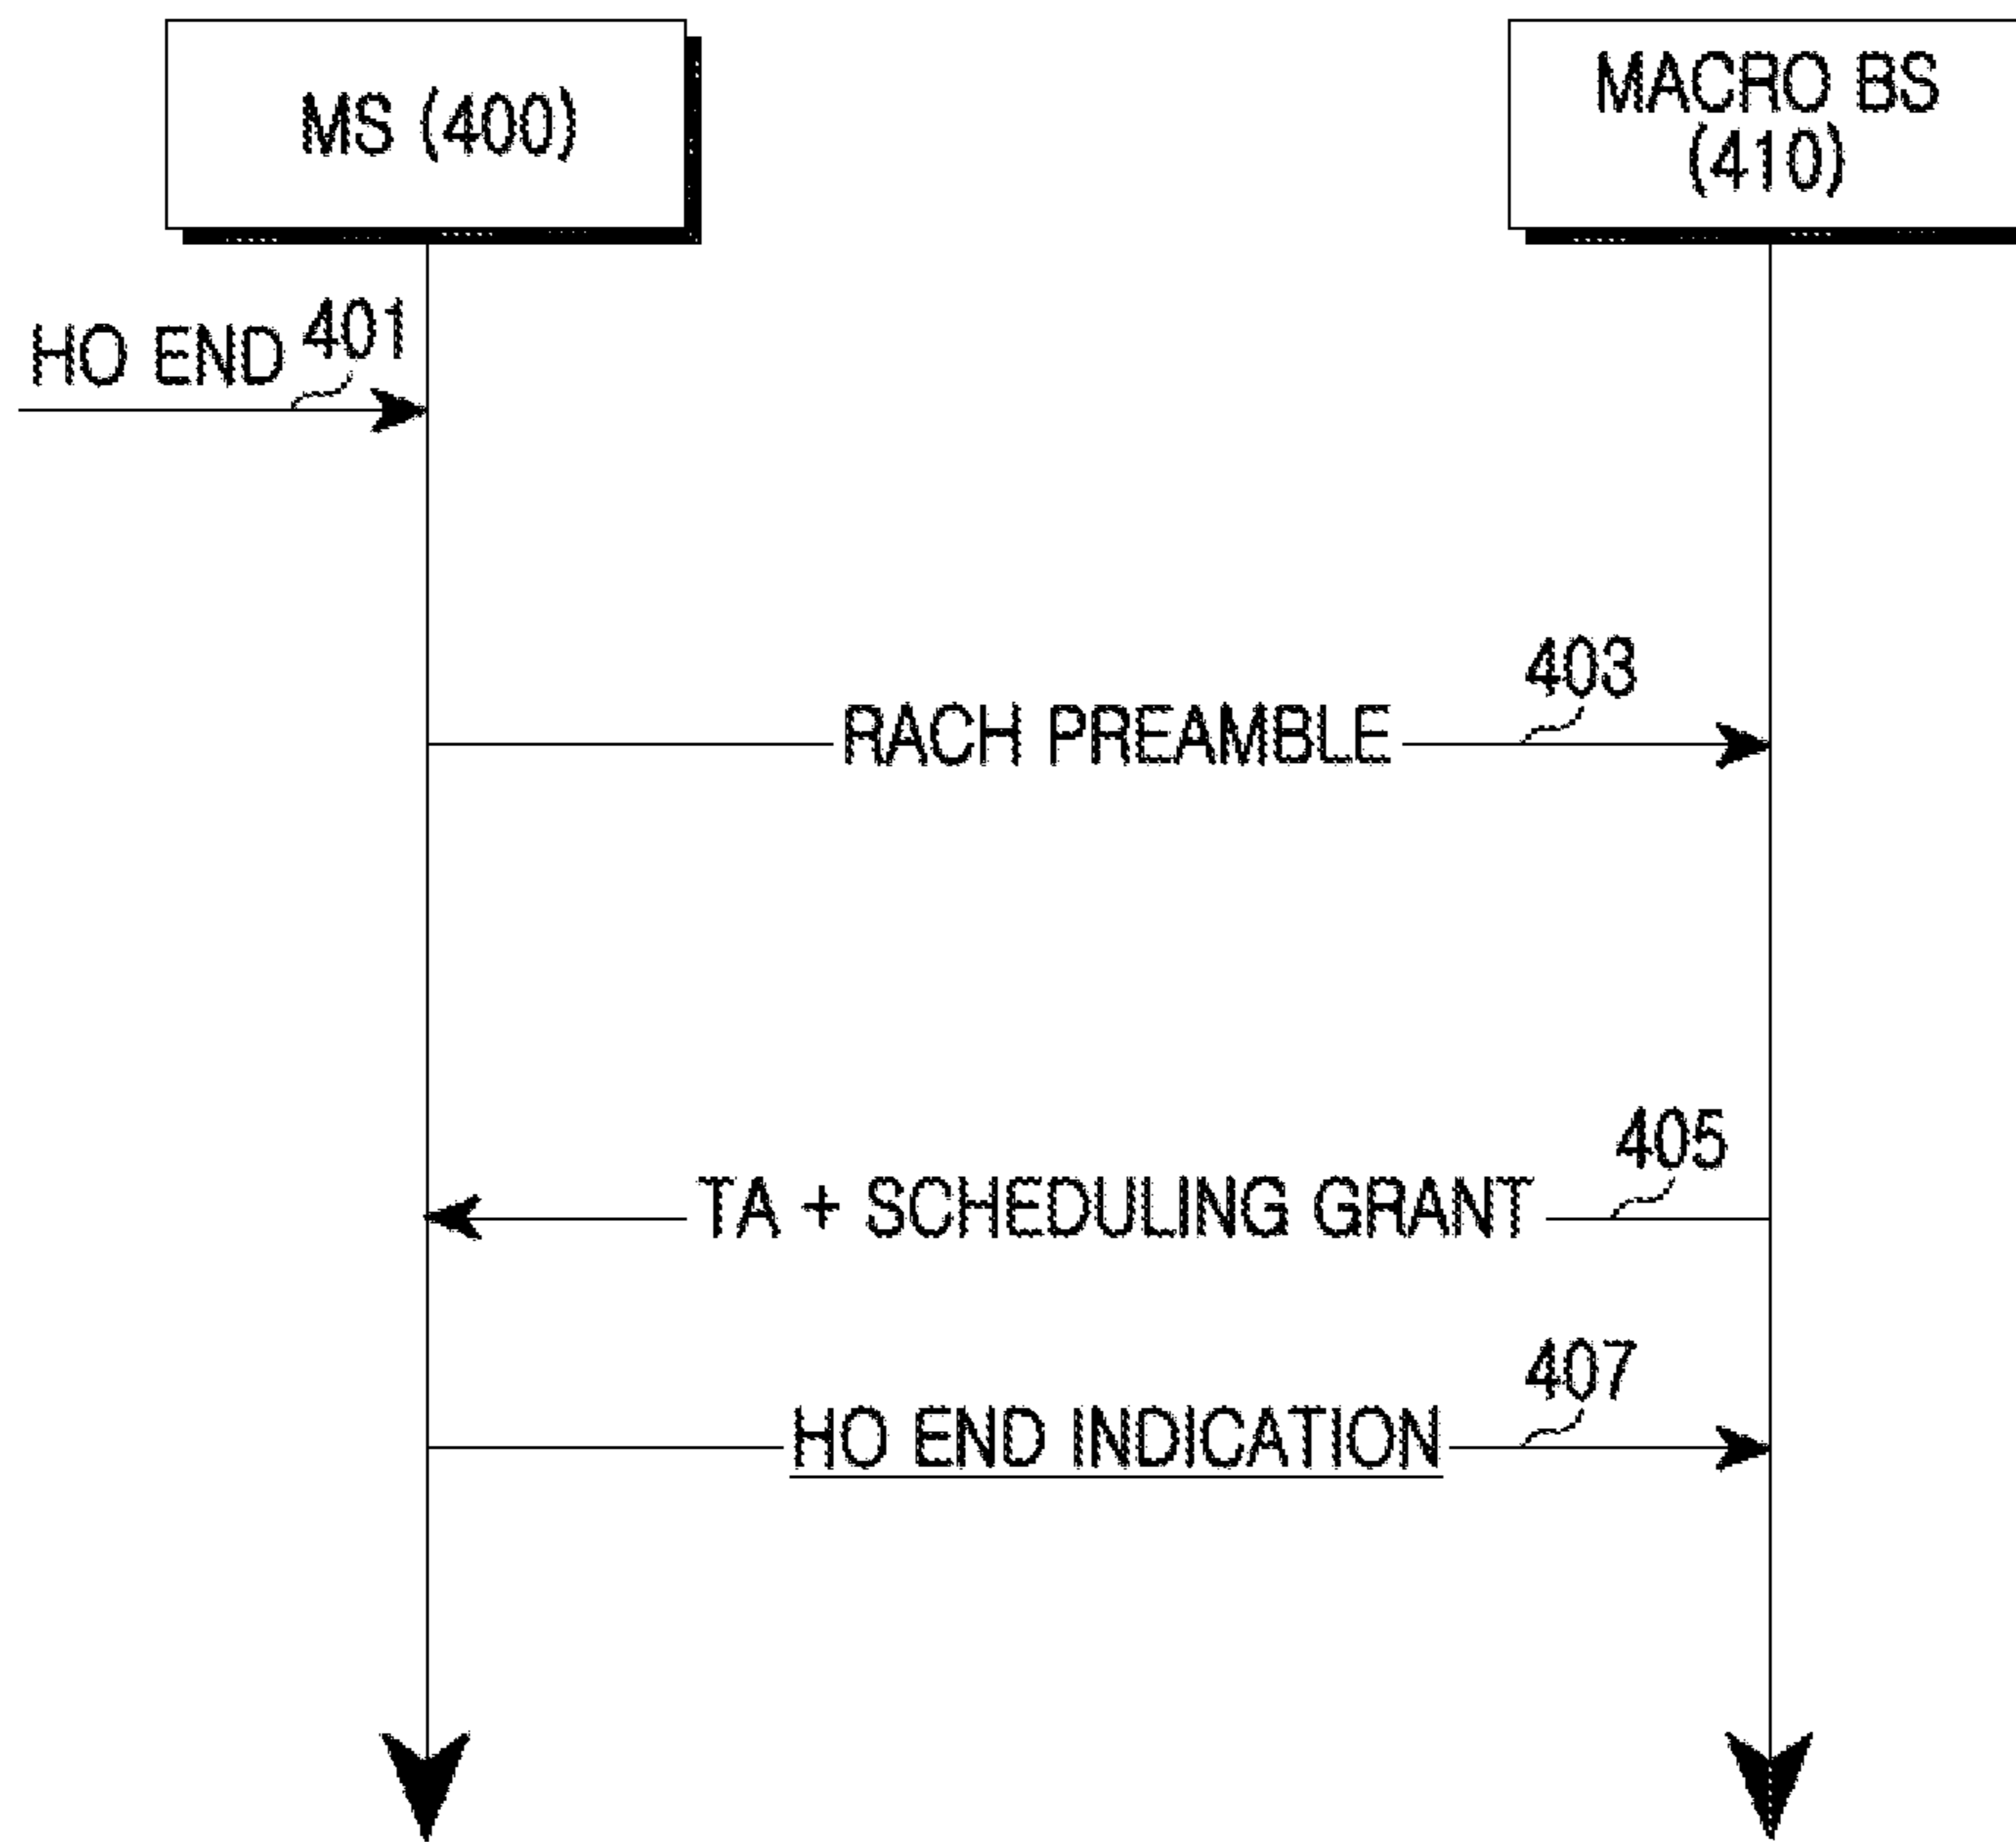 MS (400)
MACRO BS
(410)
HO END
401
403
RACH PREAMBLE
405
TA + SCHEDULING GRANT
407
HO END INDICATION